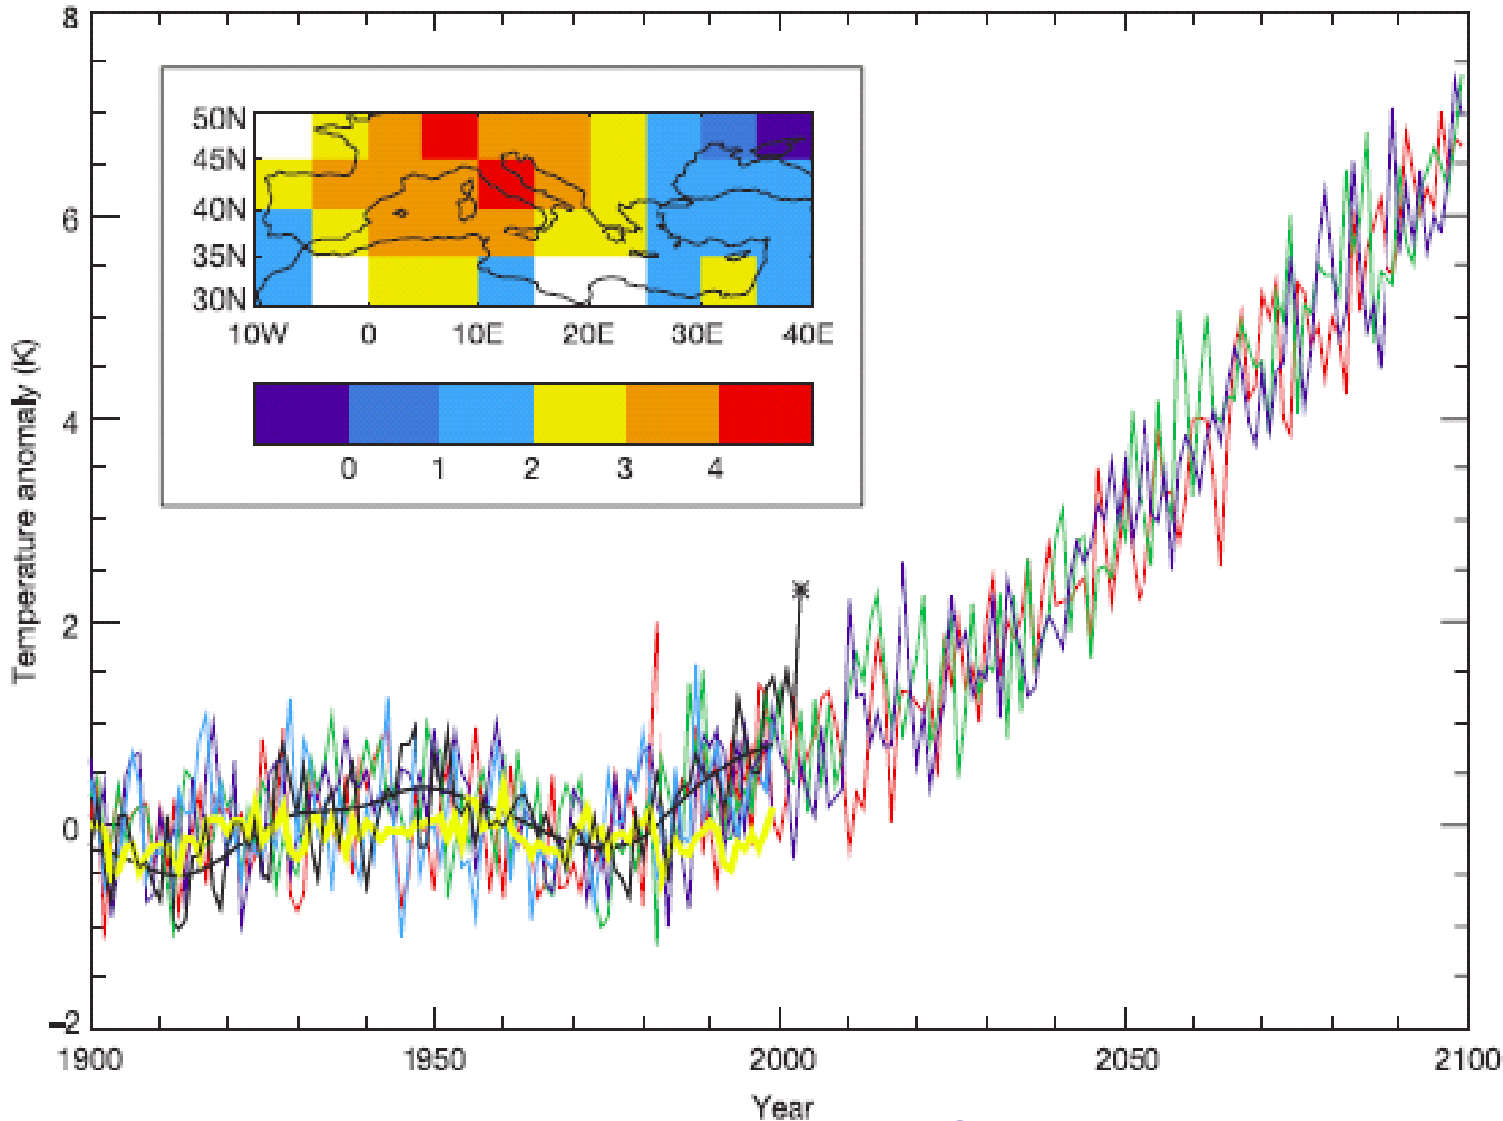 8
50N
45N
40N
35N
30N
10W 0 10E 20E 30E 40E
0 1 2 3 4
6
4
2
0
–2
Temperature anomaly (K)
1900 1950 2000 2050 2100
Year